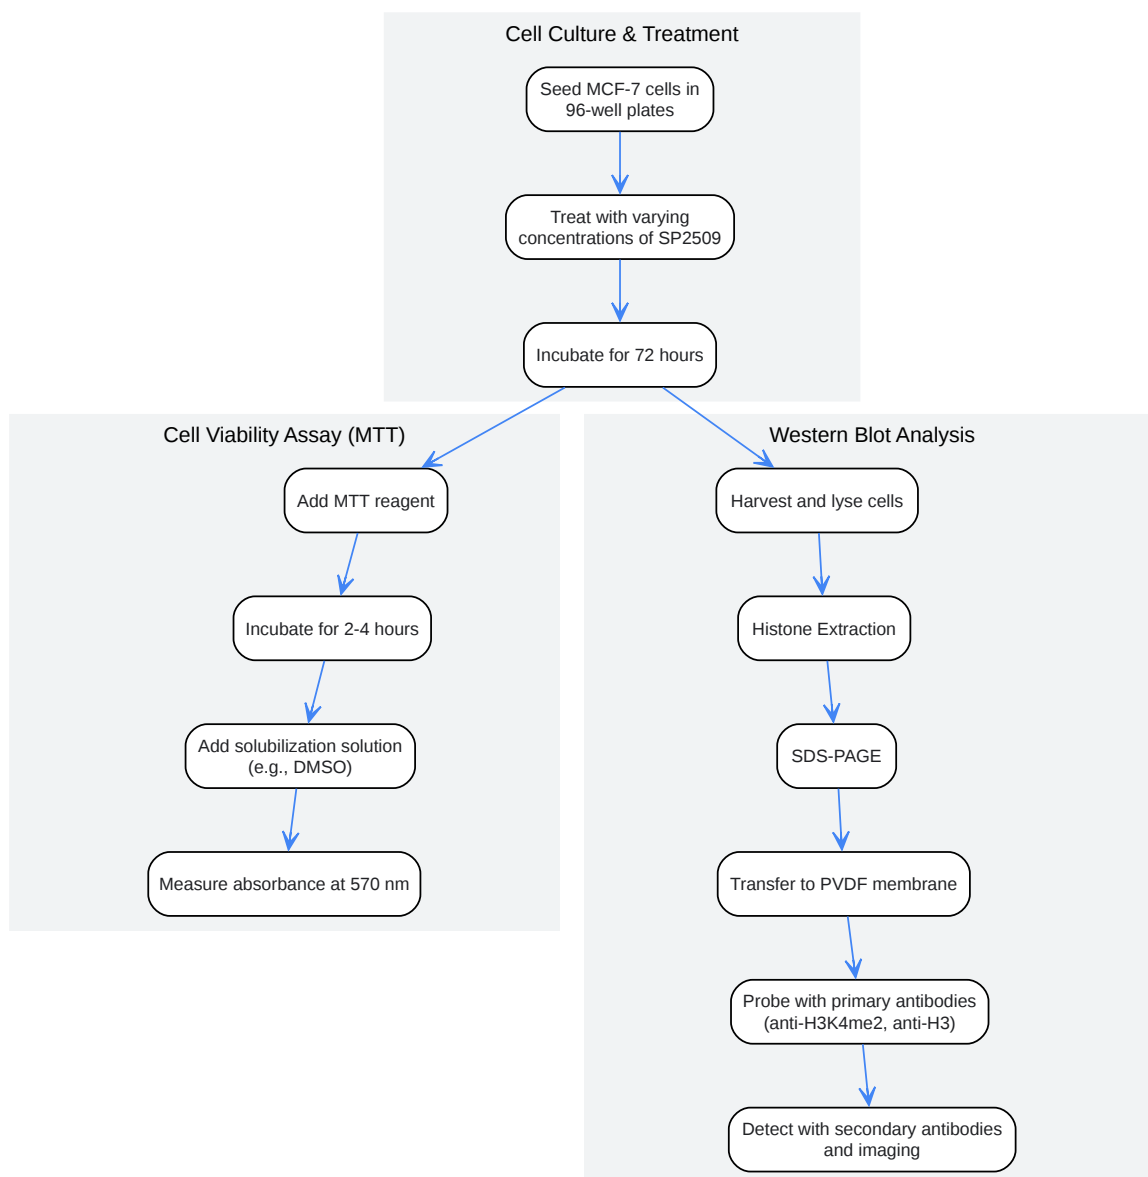 Cell Culture & Treatment
Seed MCF-7 cells in
96-well plates
Treat with varying
concentrations of SP2509
Incubate for 72 hours
Cell Viability Assay (MTT)
Add MTT reagent
Incubate for 2-4 hours
Add solubilization solution
(e.g., DMSO)
Measure absorbance at 570 nm
Western Blot Analysis
Harvest and lyse cells
Histone Extraction
SDS-PAGE
Transfer to PVDF membrane
Probe with primary antibodies
(anti-H3K4me2, anti-H3)
Detect with secondary antibodies
and imaging